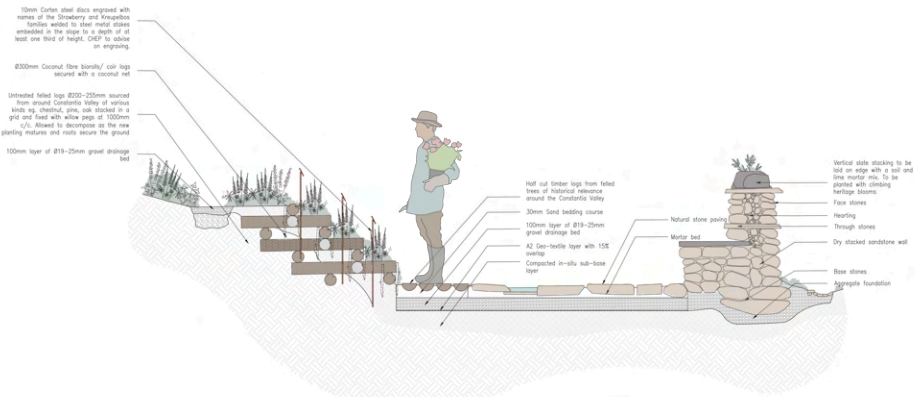 10mm Corten steel discs engraved with
names of the Strawberry and Kreupelbos
families welded to steel metal stakes
embedded in the slope to a depth of at
least one third of height. CHEP to advise
on engraving.
Ø300mm Coconut fibre biorolls/ coir logs
secured with a coconut net
Untreated felled logs Ø200-255mm sourced
from around Constantia Valley of various
kinds eg. chestnut, pine, oak stacked in a
grid and fixed with willow pegs at 1000mm
c/c. Allowed to decompose as the new
planting matures and roots secure the ground
100mm layer of Ø19-25mm gravel drainage
bed
Half cut timber logs from felled
trees of historical relevance
around the Constantia Valley
30mm Sand bedding course
100mm layer of Ø19-25mm
gravel drainage bed
A2 Geo-textile layer with 15%
overlap
Compacted in-situ sub-base
layer
Natural stone paving
Mortar bed
Vertical slate stacking to be
laid on edge with a soil and
lime mortar mix. To be
planted with climbing
heritage blooms
Face stones
Hearting
Through stones
Dry stacked sandstone wall
Base stones
Aggregate foundation